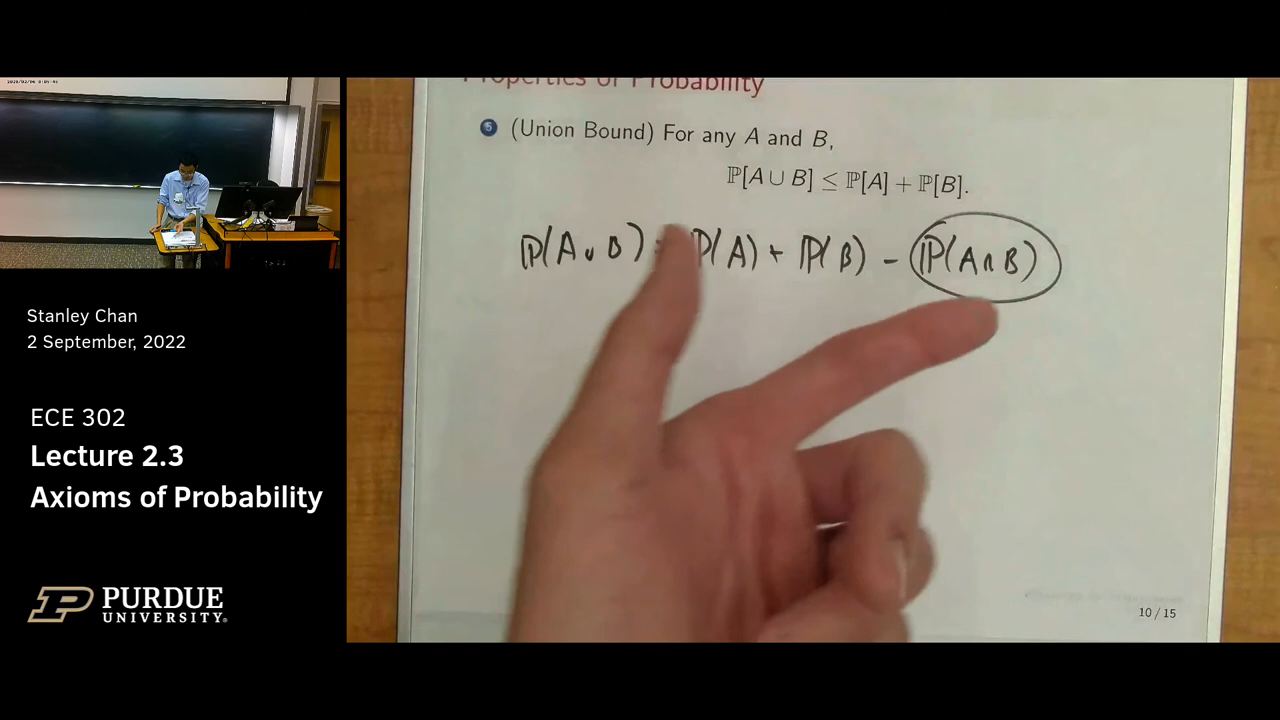 Properties of Probability
5 (Union Bound) For any A and B,
ℙ[A ∪ B] ≤ ℙ[A] + ℙ[B].
ℙ(A ∪ B) = ℙ(A) + ℙ(B) - ℙ(A ∩ B)
10 / 15
Stanley Chan
2 September, 2022
ECE 302
Lecture 2.3
Axioms of Probability
P PURDUE
UNIVERSITY®